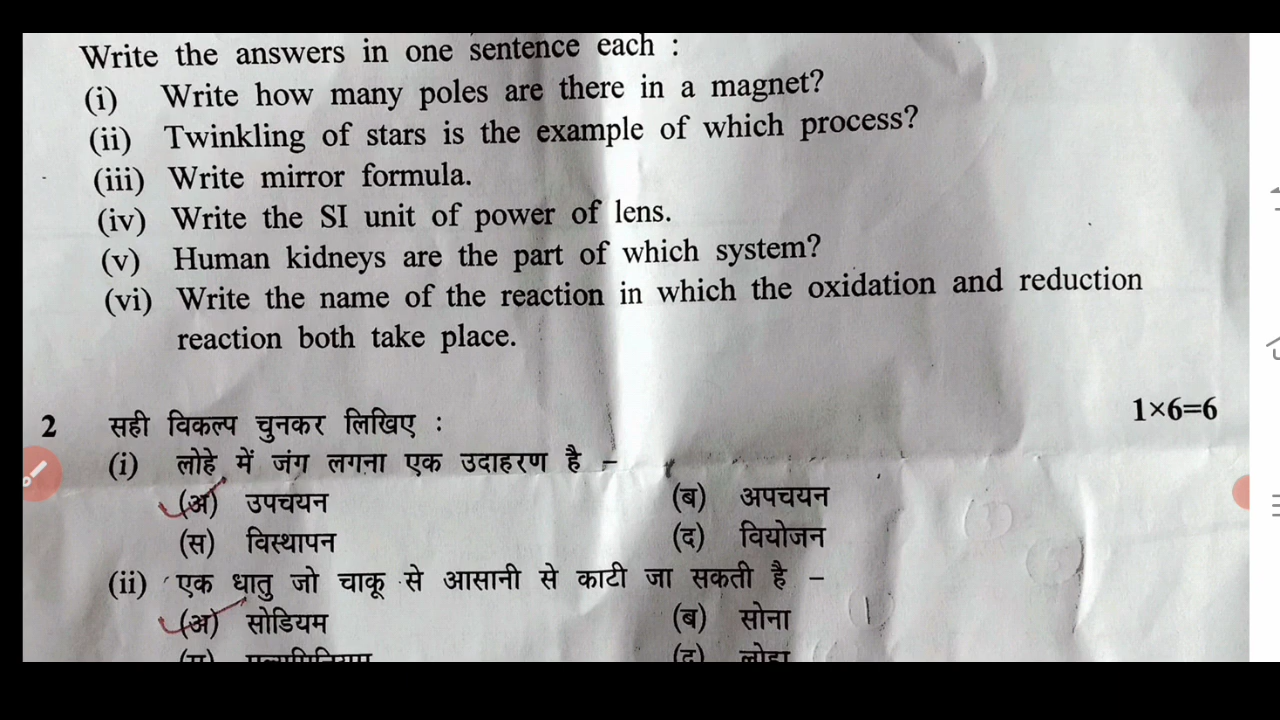 Write the answers in one sentence each :
(i) Write how many poles are there in a magnet?
(ii) Twinkling of stars is the example of which process?
(iii) Write mirror formula.
(iv) Write the SI unit of power of lens.
(v) Human kidneys are the part of which system?
(vi) Write the name of the reaction in which the oxidation and reduction
reaction both take place.
2 सही विकल्प चुनकर लिखिए : 1×6=6
(i) लोहे में जंग लगना एक उदाहरण है –
(अ) उपचयन (ब) अपचयन
(स) विस्थापन (द) वियोजन
(ii) एक धातु जो चाकू से आसानी से काटी जा सकती है –
(अ) सोडियम (ब) सोना
(द) लोहा